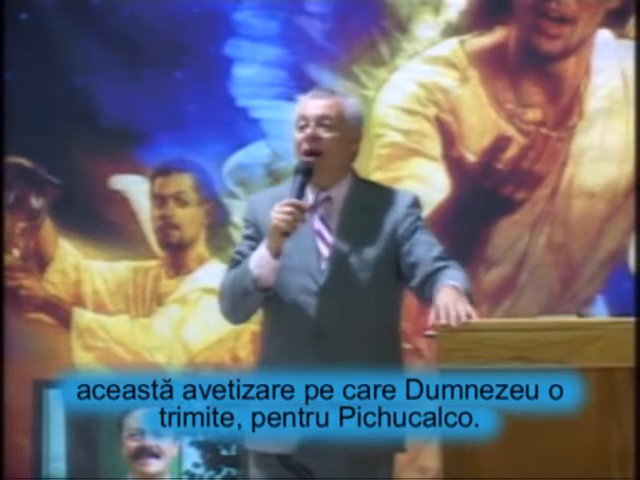 această avetizare pe care Dumnezeu o
trimite, pentru Pichucalco.